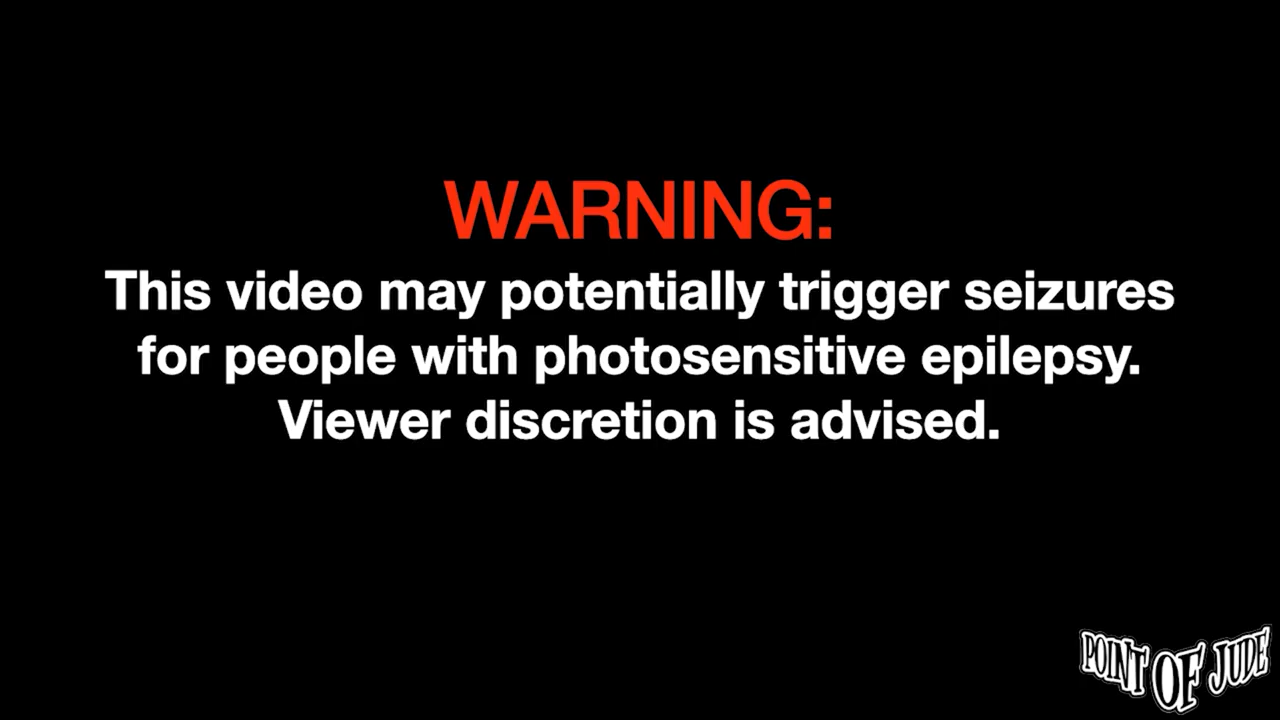 WARNING:
This video may potentially trigger seizures
for people with photosensitive epilepsy.
Viewer discretion is advised.
POINT OF JUDE